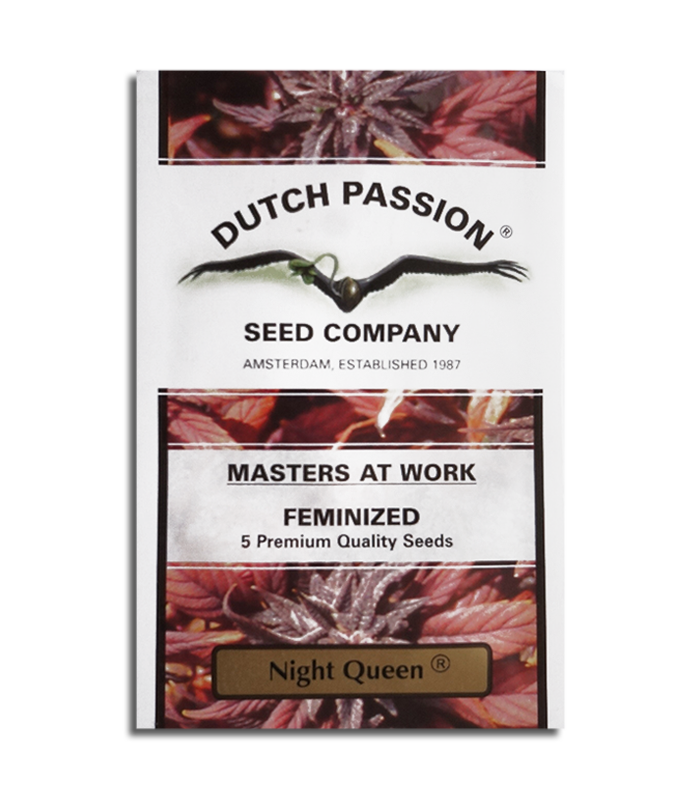 DUTCH PASSION ®
SEED COMPANY
AMSTERDAM, ESTABLISHED 1987
MASTERS AT WORK
FEMINIZED
5 Premium Quality Seeds
Night Queen ®